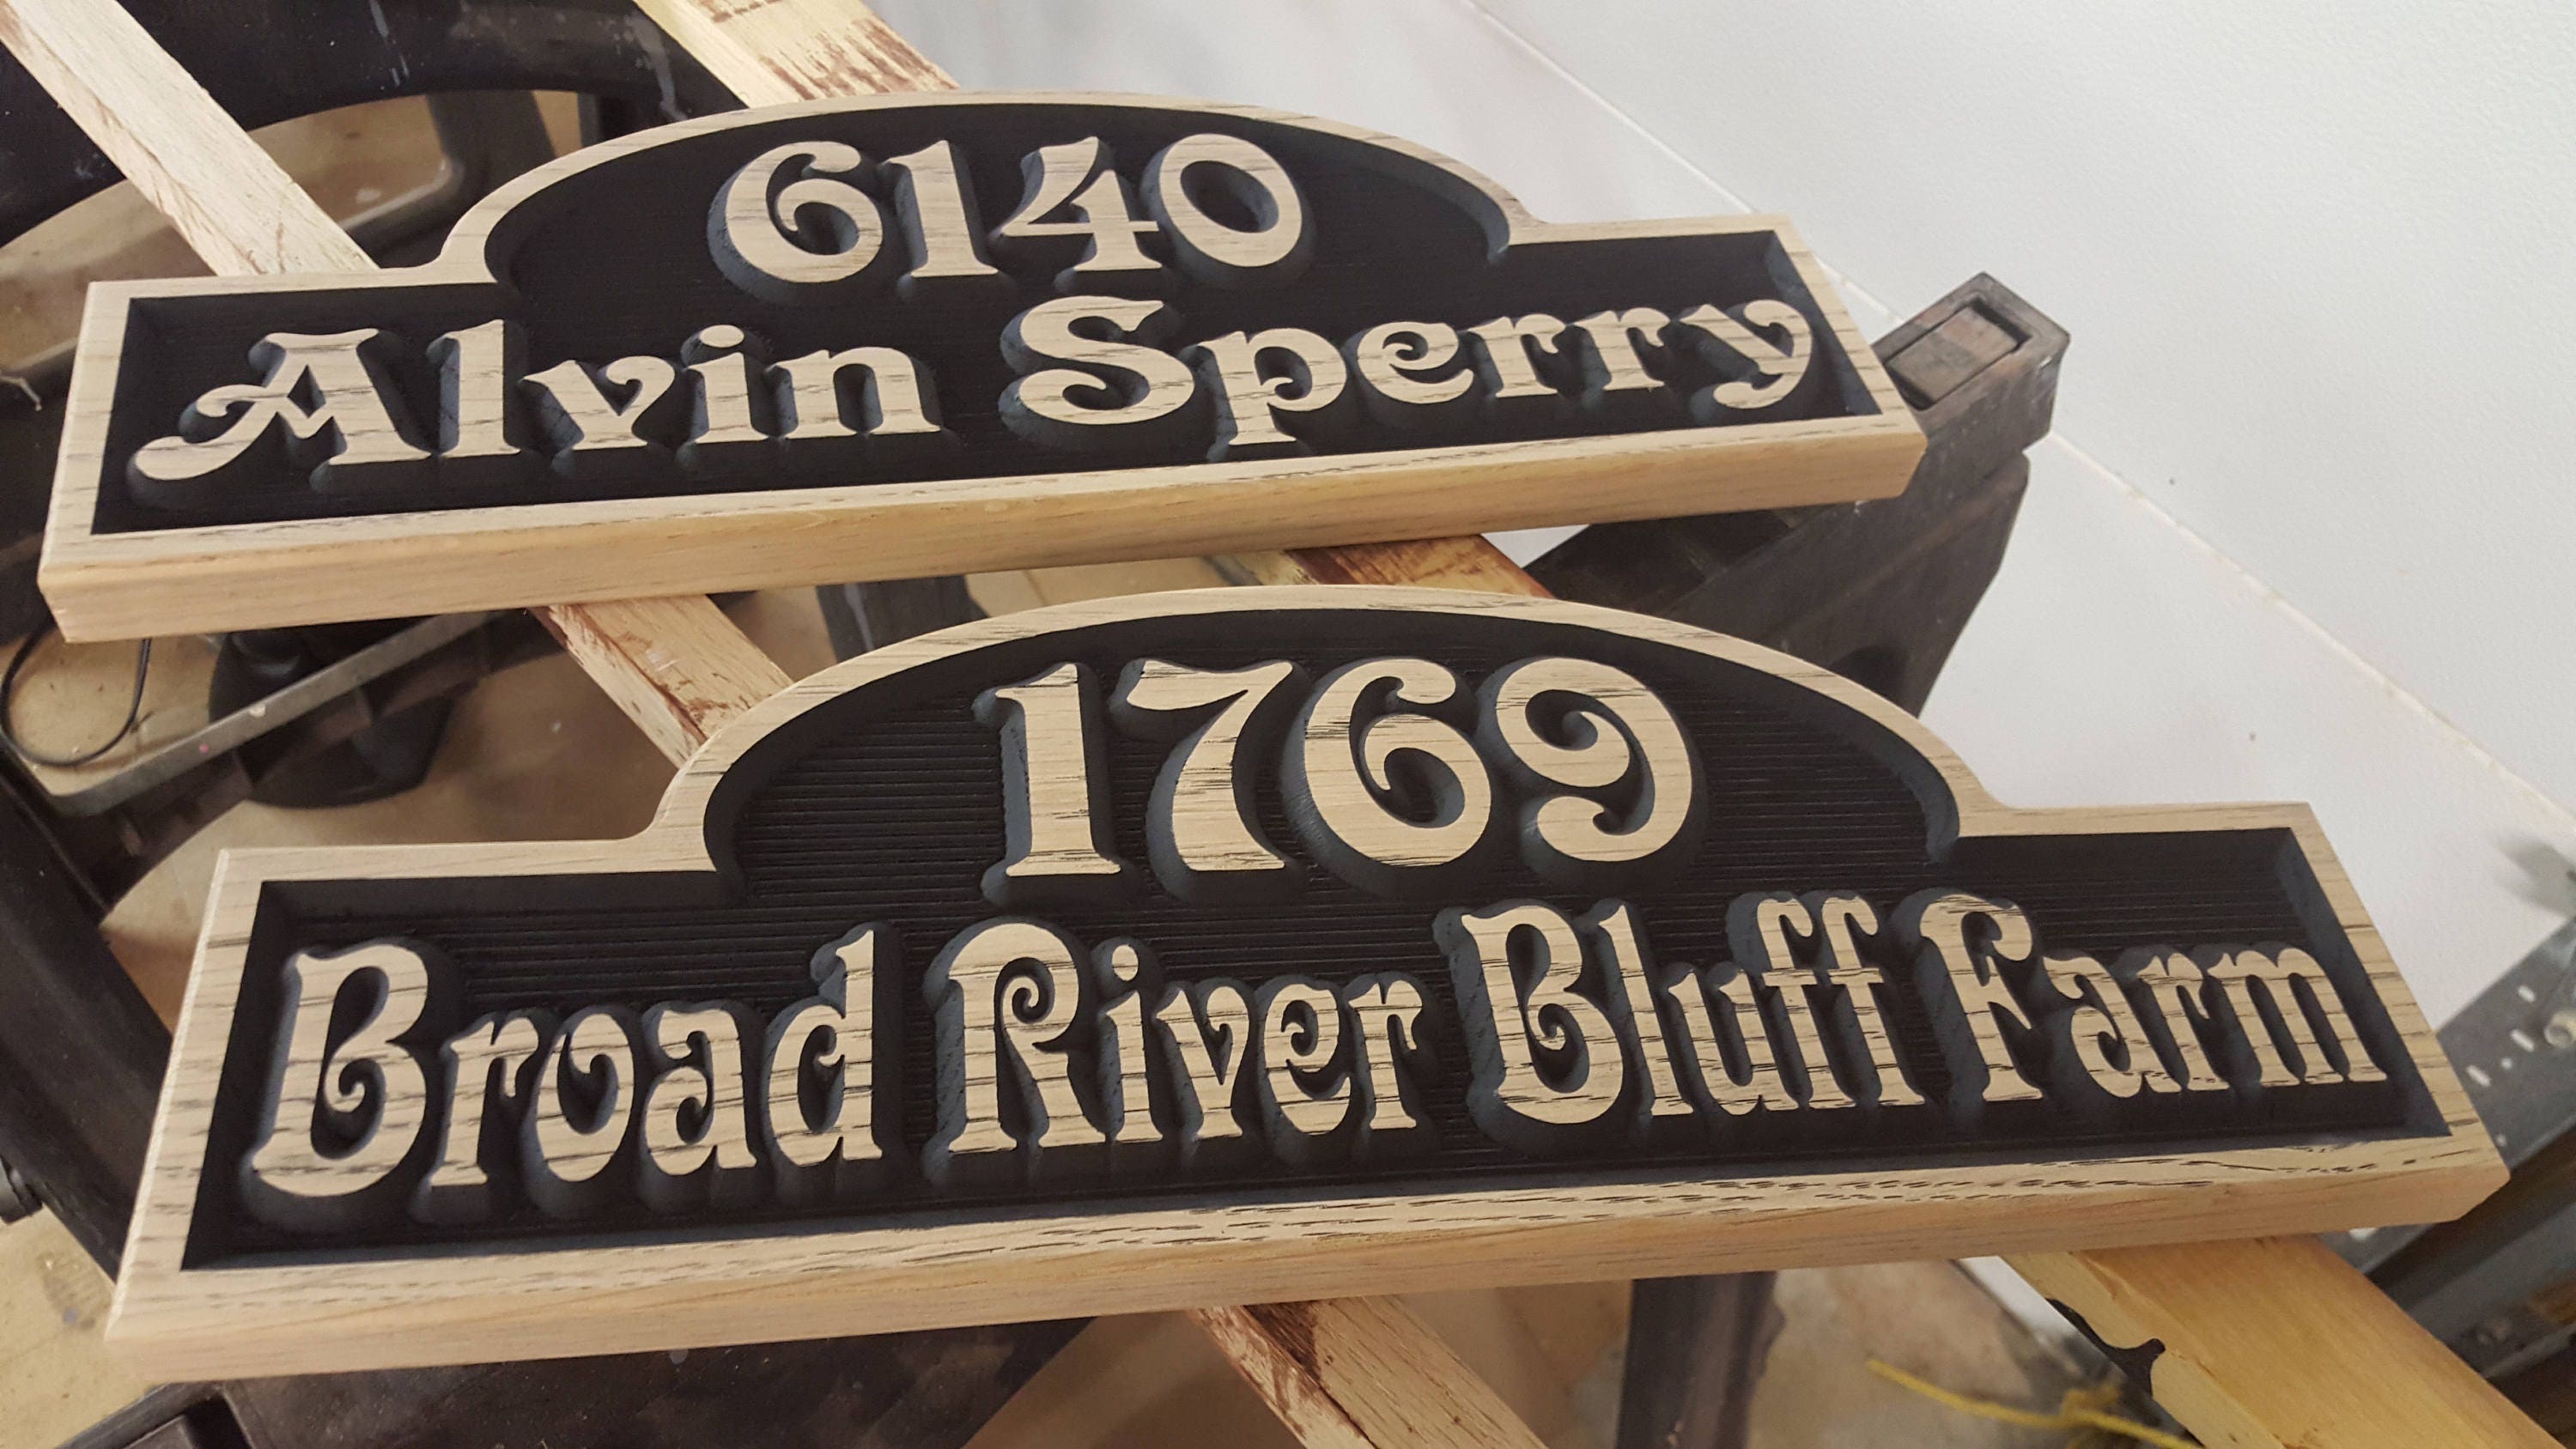 6140
Alvin Sperry
1769
Broad River Bluff Farm